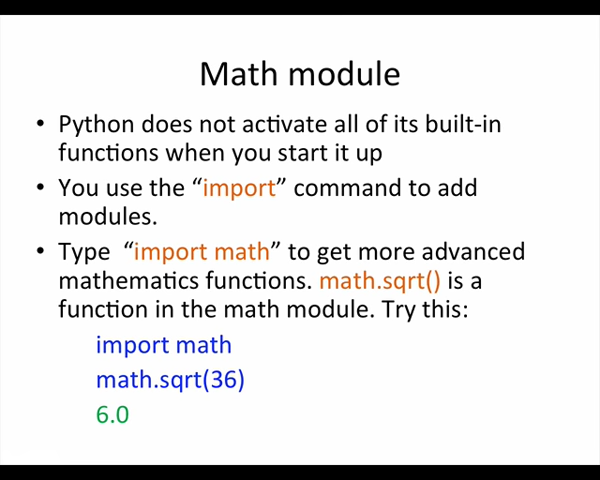 Math module
• Python does not activate all of its built-in
functions when you start it up
• You use the “import” command to add
modules.
• Type “import math” to get more advanced
mathematics functions. math.sqrt() is a
function in the math module. Try this:
import math
math.sqrt(36)
6.0